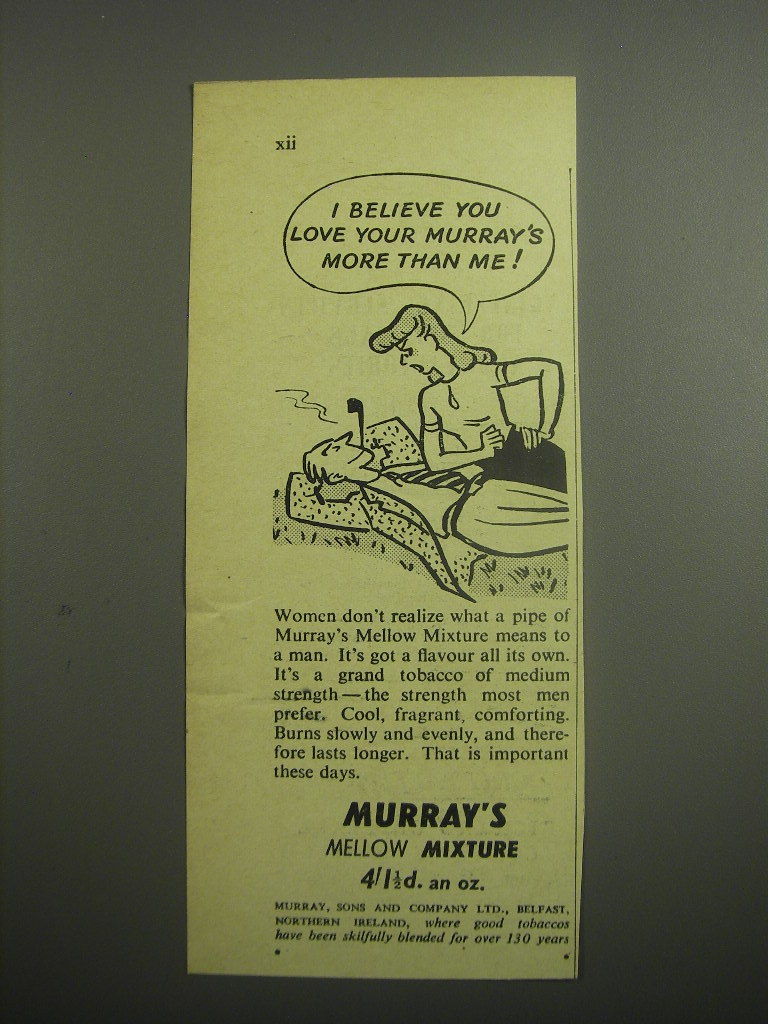 xii
I BELIEVE YOU
LOVE YOUR MURRAY'S
MORE THAN ME!
Women don't realize what a pipe of
Murray's Mellow Mixture means to
a man. It's got a flavour all its own.
It's a grand tobacco of medium
strength—the strength most men
prefer. Cool, fragrant, comforting.
Burns slowly and evenly, and there-
fore lasts longer. That is important
these days.
MURRAY'S
MELLOW MIXTURE
4/1½d. an oz.
MURRAY, SONS AND COMPANY LTD., BELFAST,
NORTHERN IRELAND, where good tobaccos
have been skilfully blended for over 130 years